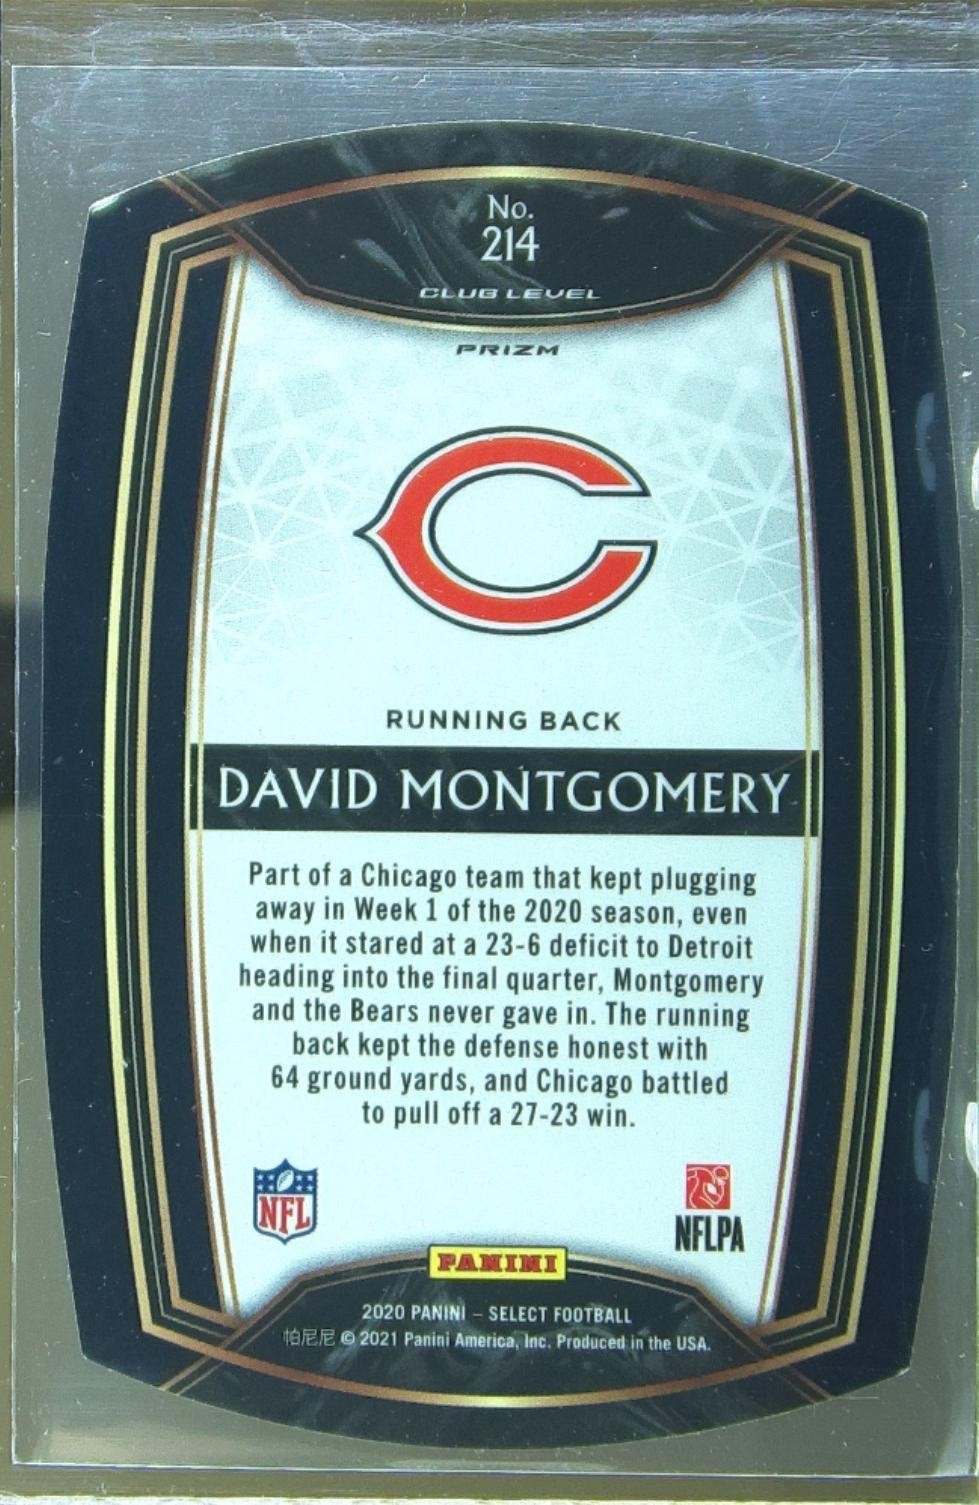 No.
214
CLUB LEVEL
PRIZM
RUNNING BACK
DAVID MONTGOMERY
Part of a Chicago team that kept plugging
away in Week 1 of the 2020 season, even
when it stared at a 23-6 deficit to Detroit
heading into the final quarter, Montgomery
and the Bears never gave in. The running
back kept the defense honest with
64 ground yards, and Chicago battled
to pull off a 27-23 win.
NFL
NFLPA
PANINI
2020 PANINI – SELECT FOOTBALL
帕尼尼 © 2021 Panini America, Inc. Produced in the USA.